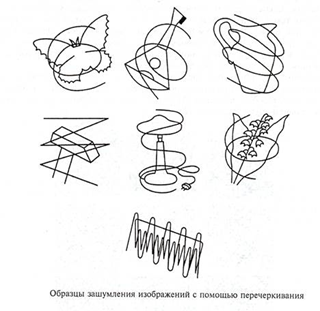 Образцы зашумления изображений с помощью перечеркивания